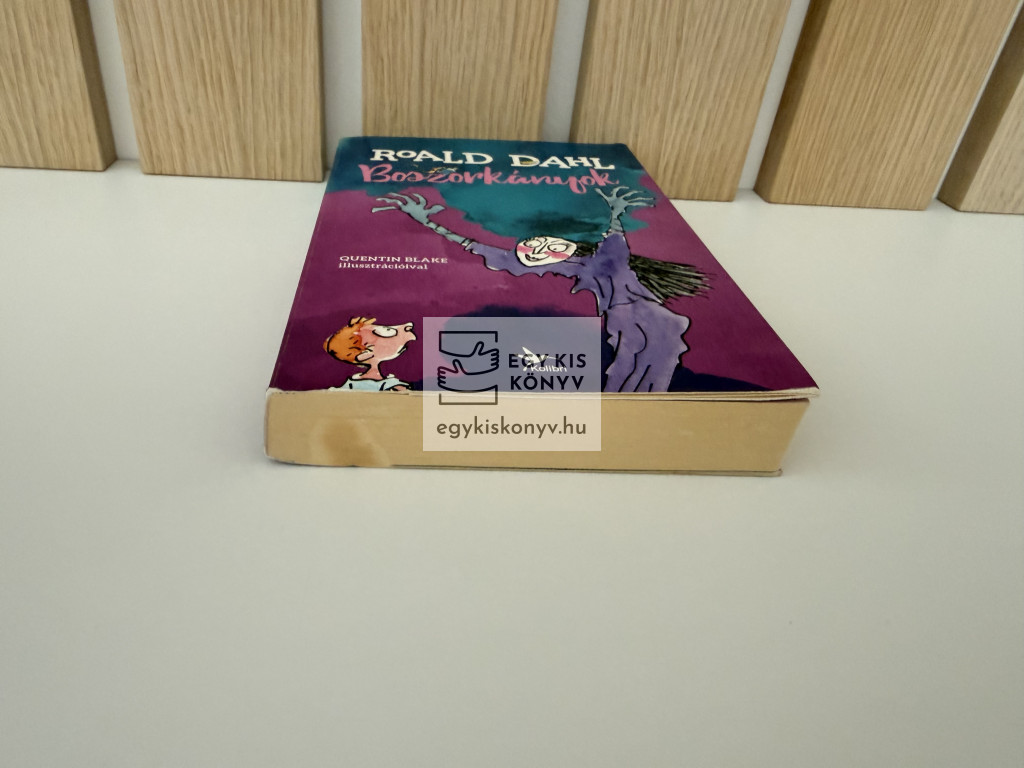 ROALD DAHL
Boszorkányok
QUENTIN BLAKE
illusztrációival
EGY KIS
KÖNYV
Kolibri
egykiskonyv.hu